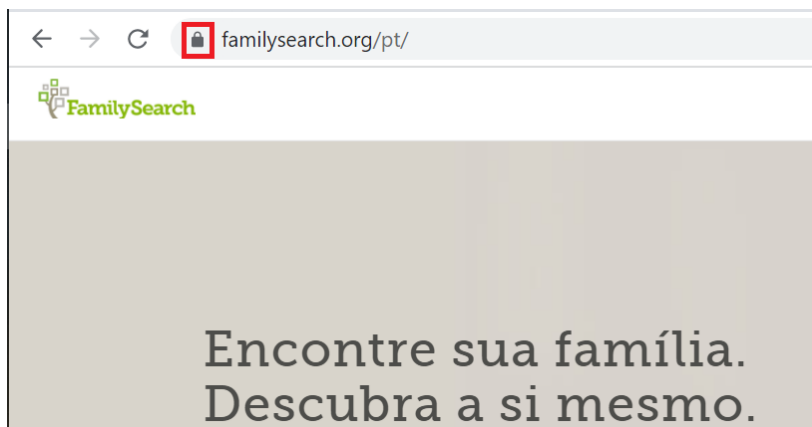 familysearch.org/pt/
FamilySearch
Encontre sua família.
Descubra a si mesmo.